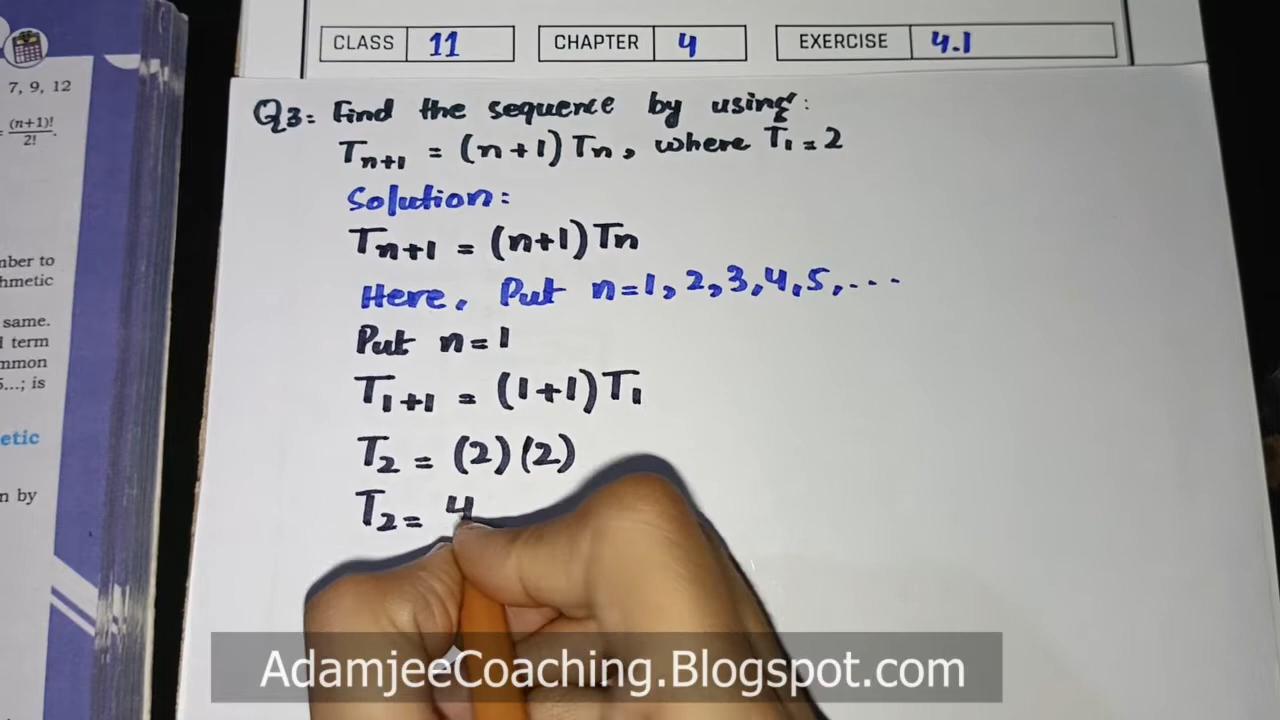 7, 9, 12
= (n+1)!/2!.
mber to
hmetic
same.
l term
mmon
5...; is
etic
n by
CLASS 11 CHAPTER 4 EXERCISE 4.1
Q3: Find the sequence by using:
Tn+1 = (n+1)Tn, where T1 = 2
Solution:
Tn+1 = (n+1)Tn
Here, Put n=1,2,3,4,5,...
Put n=1
T1+1 = (1+1)T1
T2 = (2)(2)
T2 = 4
AdamjeeCoaching.Blogspot.com